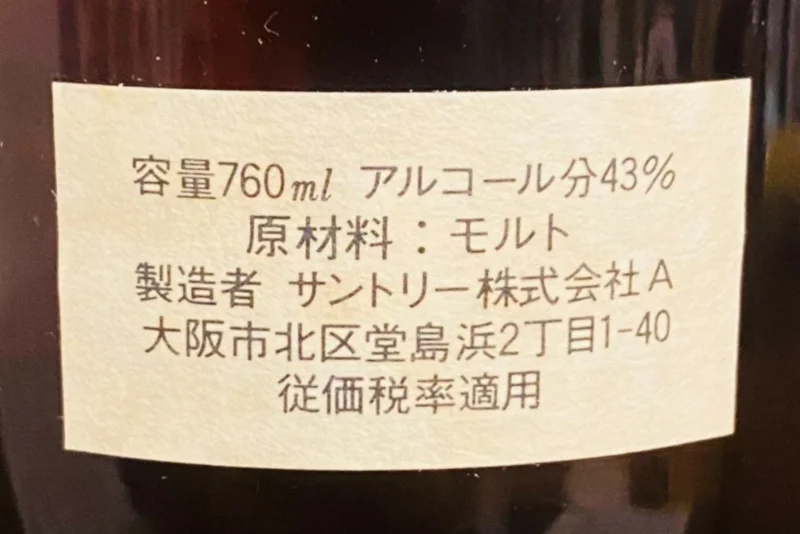 容量760ml アルコール分43%
原材料：モルト
製造者 サントリー株式会社A
大阪市北区堂島浜2丁目1-40
従価税率適用